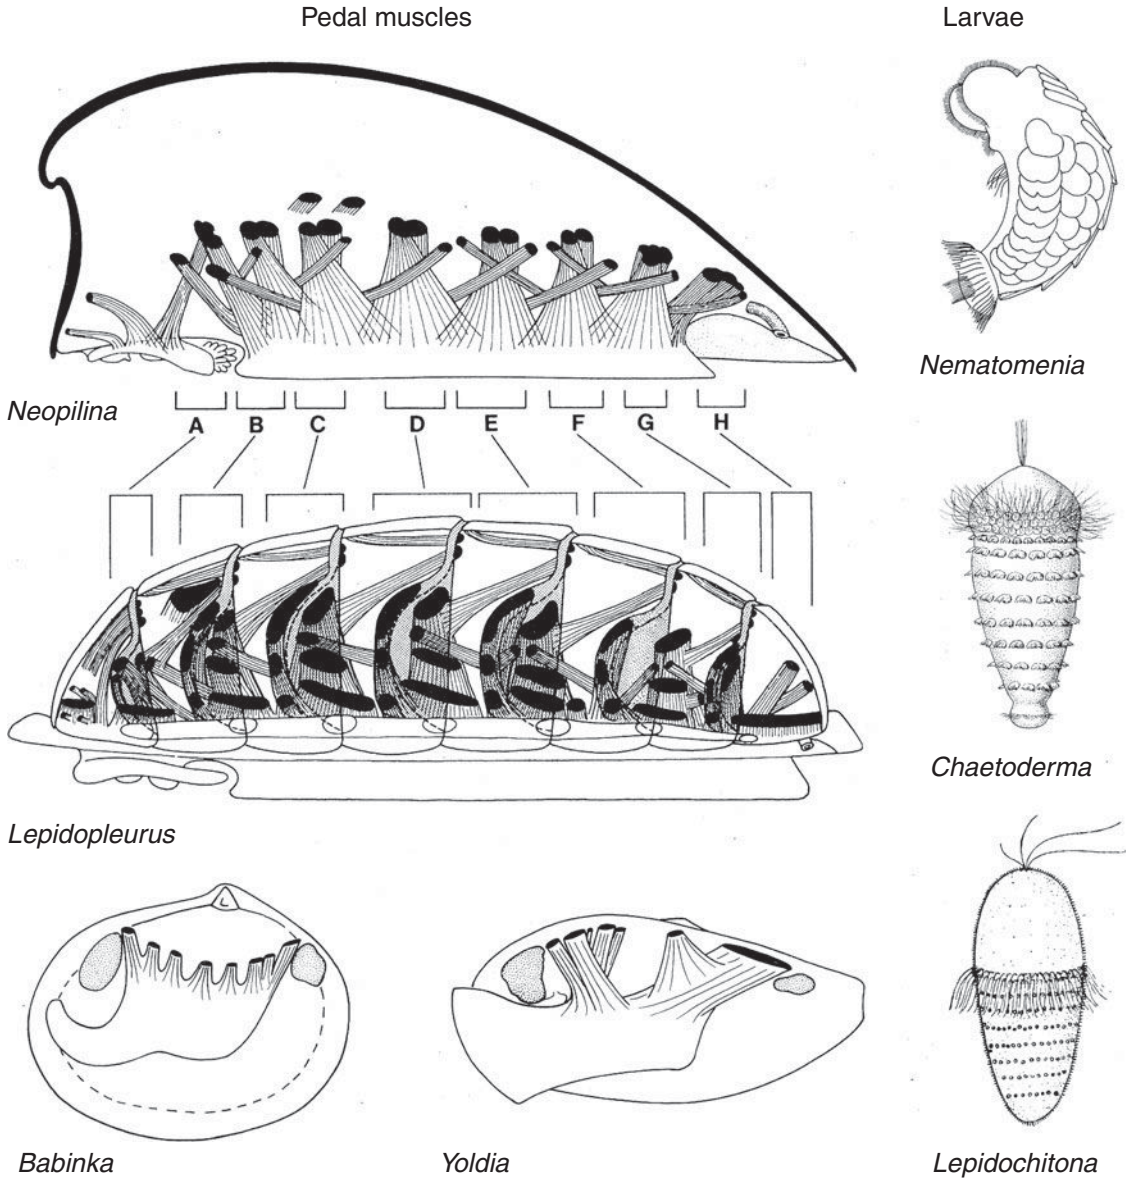 Pedal muscles
Larvae
Nematomenia
Neopilina
A B C D E F G H
Chaetoderma
Lepidopleurus
Babinka
Yoldia
Lepidochitona